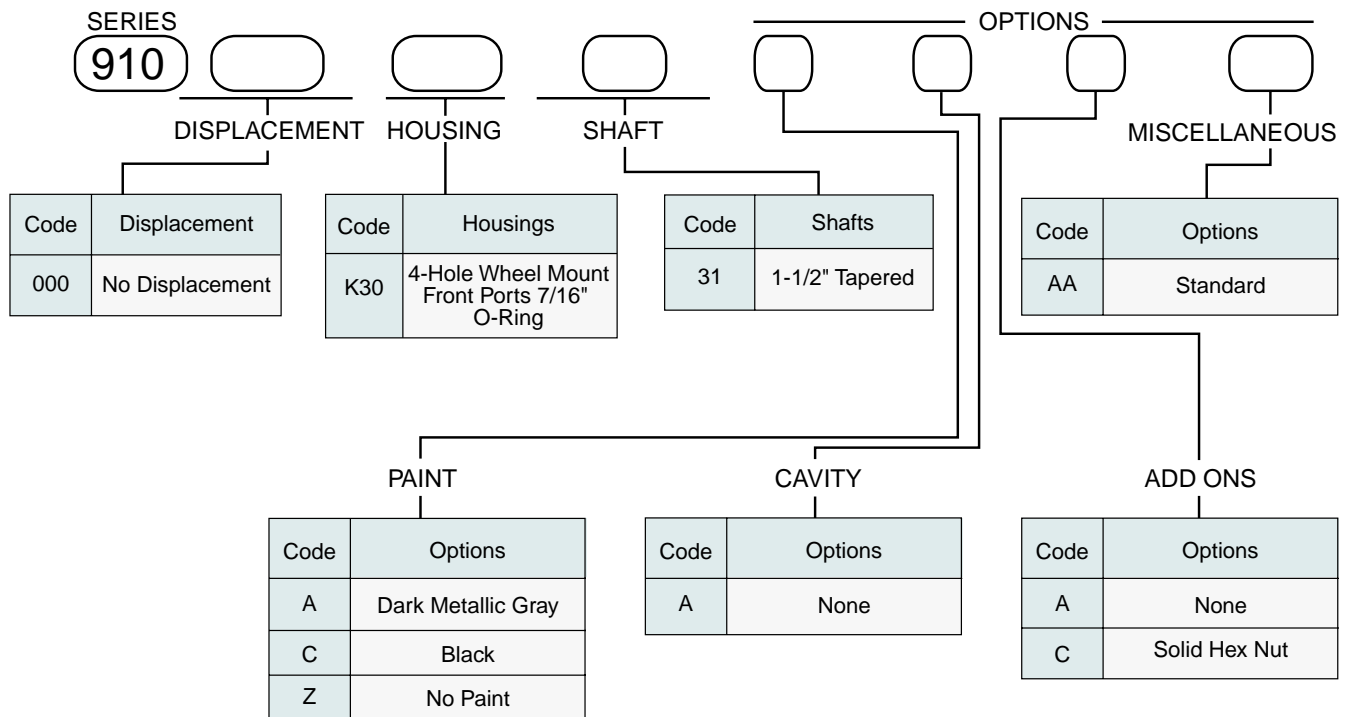 SERIES
OPTIONS
910
DISPLACEMENT
HOUSING
SHAFT
MISCELLANEOUS
Code Displacement
000 No Displacement
Code Housings
K30 4-Hole Wheel Mount
Front Ports 7/16"
O-Ring
Code Shafts
31 1-1/2" Tapered
Code Options
AA Standard
PAINT
Code Options
A Dark Metallic Gray
C Black
Z No Paint
CAVITY
Code Options
A None
ADD ONS
Code Options
A None
C Solid Hex Nut